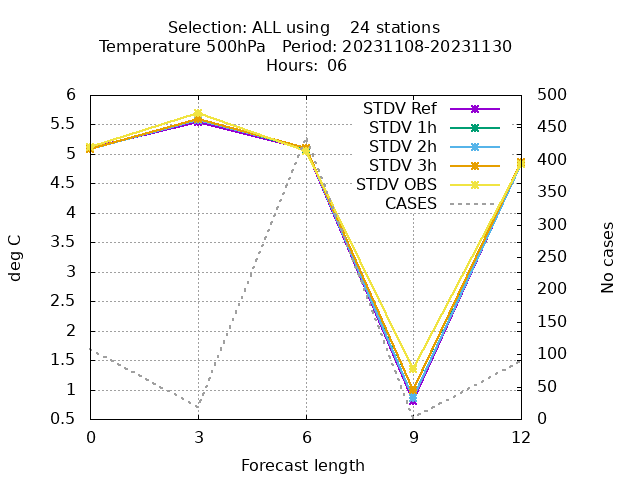 Selection: ALL using    24 stations
Temperature 500hPa   Period: 20231108-20231130
Hours:  06
6
5.5
5
4.5
4
3.5
3
2.5
2
1.5
1
0.5
deg C
STDV Ref
STDV 1h
STDV 2h
STDV 3h
STDV OBS
CASES
500
450
400
350
300
250
200
150
100
50
0
No cases
0 3 6 9 12
Forecast length